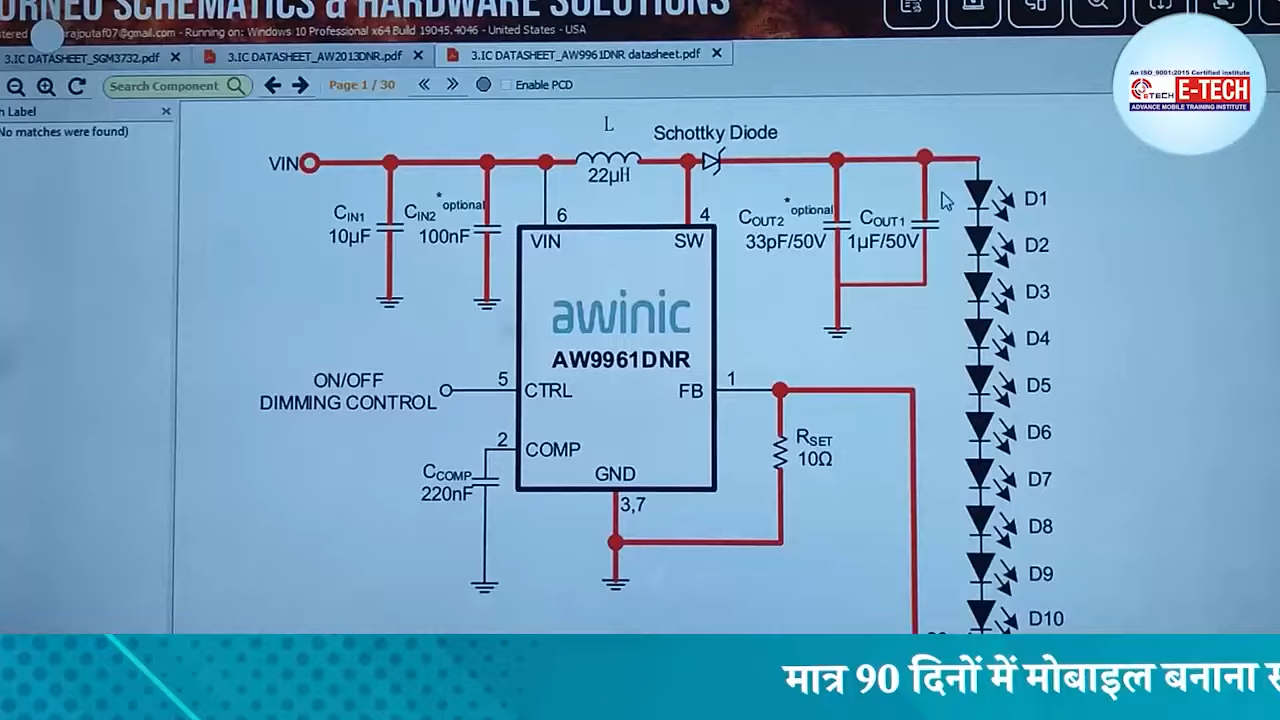 ORNEO SCHEMATICS & HARDWARE SOLUTIONS
rajputaf07@gmail.com - Running on: Windows 10 Professional x64 Build 19045.4046 - United States - USA
3.IC DATASHEET_SGM3732.pdf
3.IC DATASHEET_AW2013DNR.pdf
3.IC DATASHEET_AW9961DNR datasheet.pdf
Search Component
Page 1 / 30
Enable PCD
An ISO 9001:2015 Certified Institute
ETECH E-TECH
ADVANCE MOBILE TRAINING INSTITUTE
n Label
No matches were found)
L
Schottky Diode
VIN
22μH
CIN1
10μF
CIN2
*optional
100nF
6
4
VIN
SW
COUT2
*optional
33pF/50V
COUT1
1μF/50V
D1
D2
D3
D4
D5
D6
D7
D8
D9
D10
awinic
AW9961DNR
ON/OFF
DIMMING CONTROL
5
CTRL
FB
1
2
COMP
RSET
10Ω
CCOMP
220nF
GND
3,7
मात्र 90 दिनों में मोबाइल बनाना